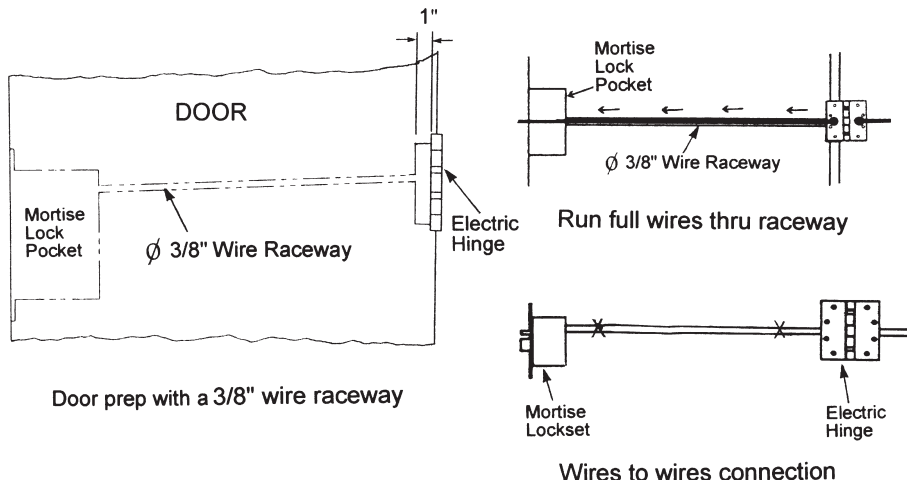 1"
DOOR
Mortise
Lock
Pocket
Ø 3/8" Wire Raceway
Electric
Hinge
Door prep with a 3/8" wire raceway
Mortise
Lock
Pocket
Ø 3/8" Wire Raceway
Run full wires thru raceway
Mortise
Lockset
Electric
Hinge
Wires to wires connection